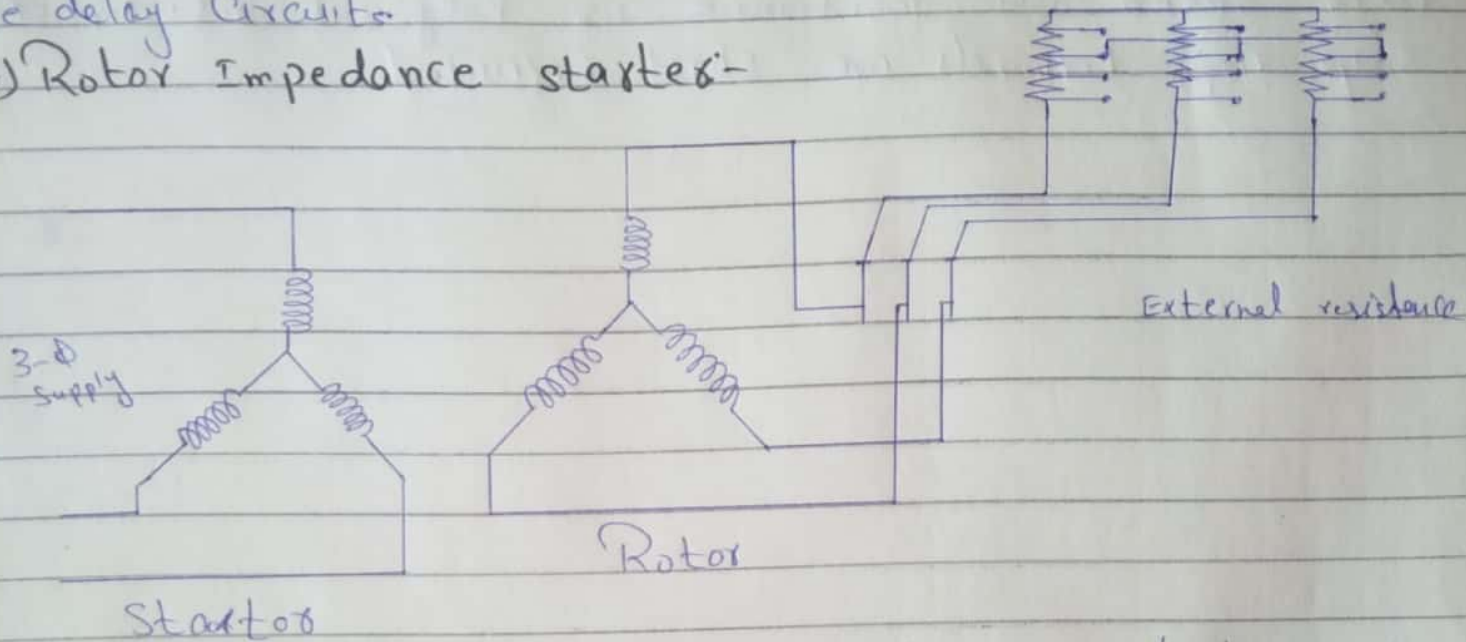 e delay Circuits.
) Rotor Impedance starter-
External resistance
3-Φ
Supply
Rotor
Stator